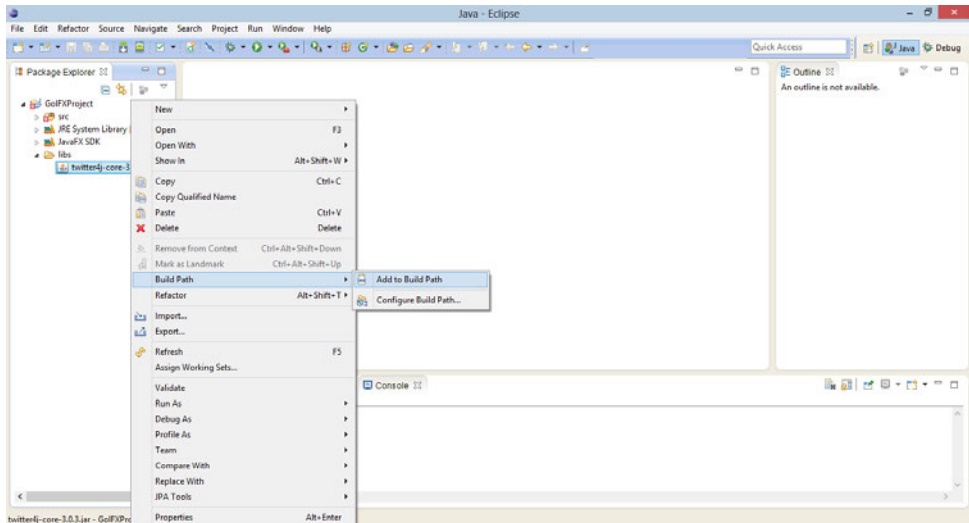 Java - Eclipse
File Edit Refactor Source Navigate Search Project Run Window Help
Quick Access
Java
Debug
Package Explorer
GolFXProject
src
JRE System Library
JavaFX SDK
libs
twitter4j-core-3
New
Open F3
Open With
Show In Alt+Shift+W
Copy Ctrl+C
Copy Qualified Name
Paste Ctrl+V
Delete Delete
Remove from Context Ctrl+Alt+Shift+Down
Mark as Landmark Ctrl+Alt+Shift+Up
Build Path
Refactor Alt+Shift+T
Import...
Export...
Refresh F5
Assign Working Sets...
Validate
Run As
Debug As
Profile As
Team
Compare With
Replace With
JPA Tools
Properties Alt+Enter
Add to Build Path
Configure Build Path...
Outline
An outline is not available.
Console
twitter4j-core-3.0.3.jar - GolFXPro